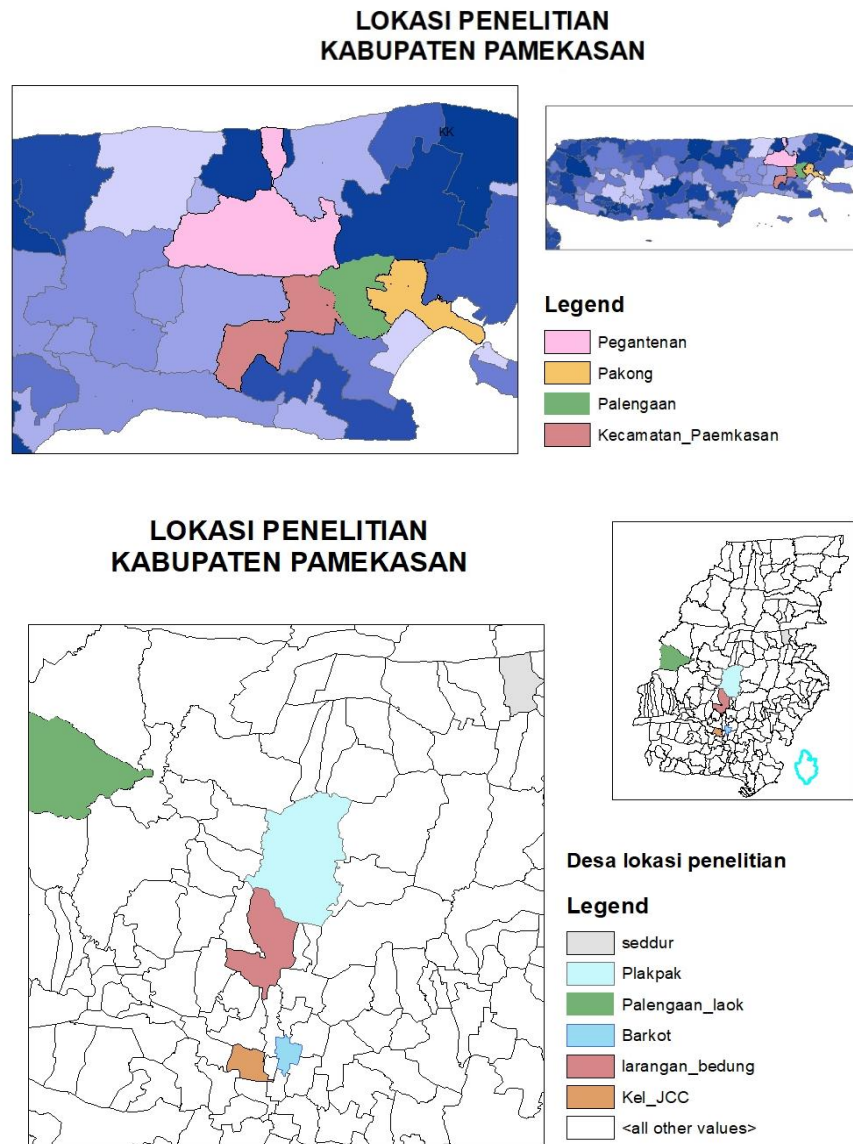 LOKASI PENELITIAN
KABUPATEN PAMEKASAN
KK
Legend
Pegantenan
Pakong
Palengaan
Kecamatan_Paemkasan
LOKASI PENELITIAN
KABUPATEN PAMEKASAN
Desa lokasi penelitian
Legend
seddur
Plakpak
Palengaan_laok
Barkot
larangan_bedung
Kel_JCC
<all other values>